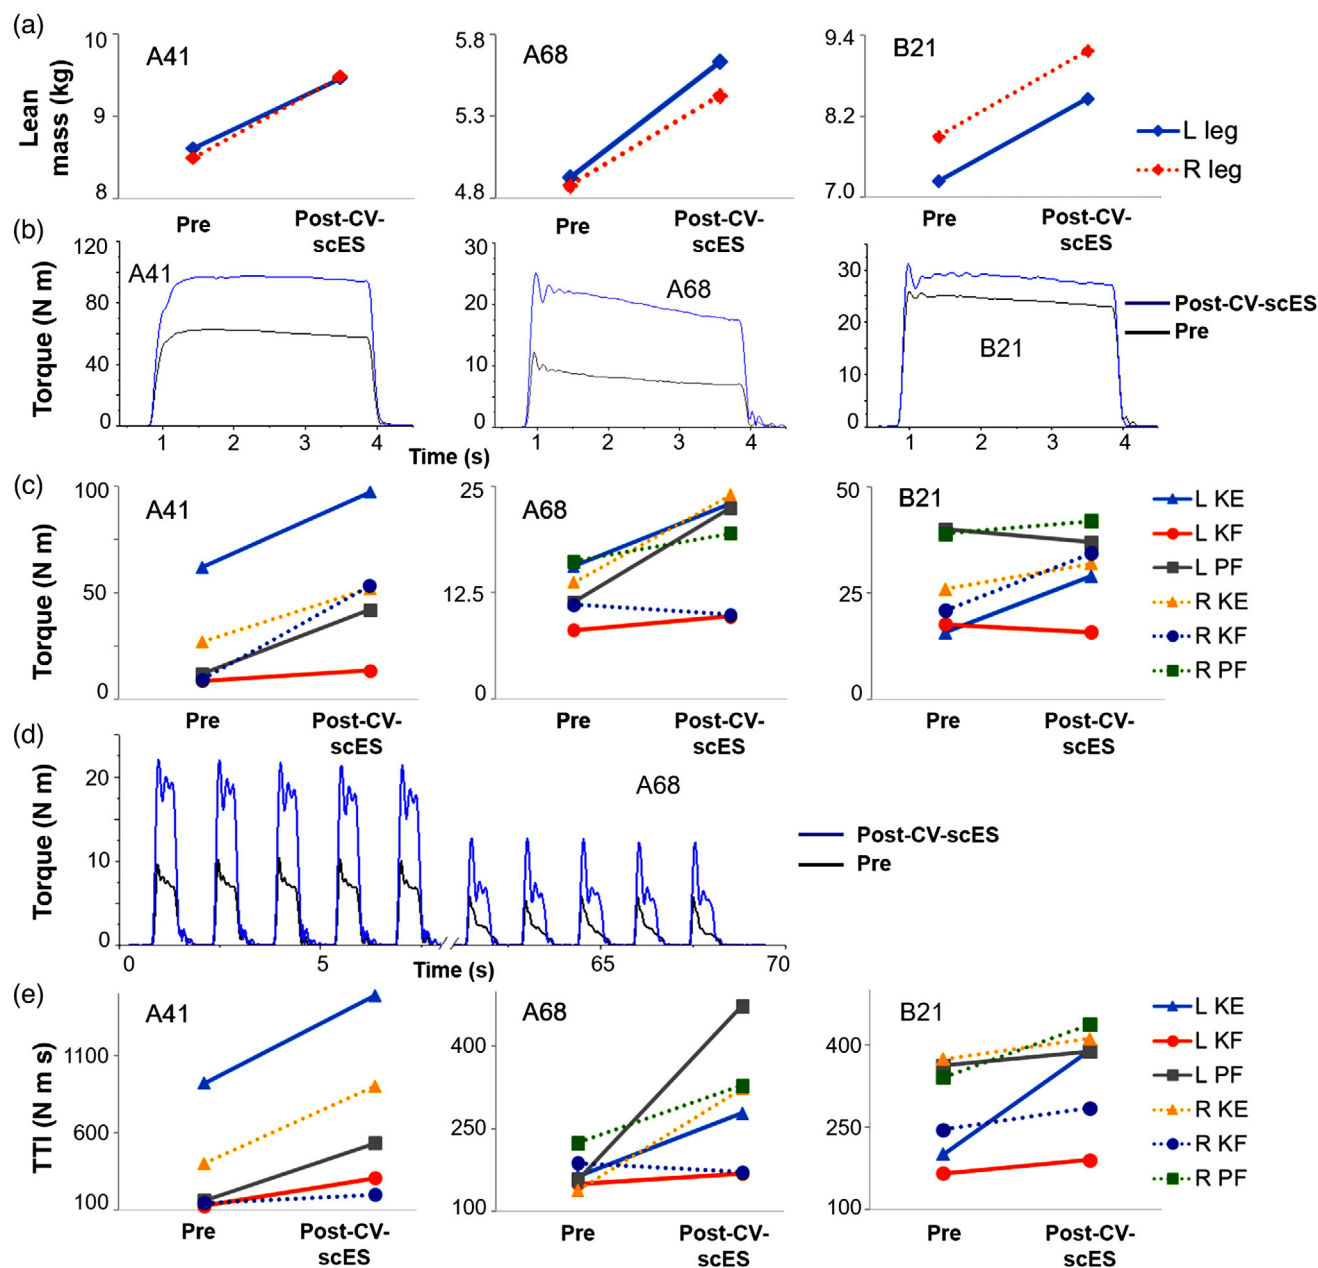 (a)
Lean
mass (kg)
10
9
8
A41
Pre
Post-CV-
scES
5.8
5.3
4.8
A68
Pre
Post-CV-
scES
9.4
8.2
7.0
B21
Pre
Post-CV-
scES
L leg
R leg
(b)
Torque (N m)
120
80
40
0
A41
1 2 3 4
30
20
10
0
A68
1 2 3 4
30
20
10
0
B21
1 2 3 4
Time (s)
Post-CV-scES
Pre
(c)
Torque (N m)
100
50
0
A41
Pre
Post-CV-
scES
25
12.5
0
A68
Pre
Post-CV-
scES
50
25
0
B21
Pre
Post-CV-
scES
L KE
L KF
L PF
R KE
R KF
R PF
(d)
Torque (N m)
20
10
0
A68
0 5 65 70
Time (s)
Post-CV-scES
Pre
(e)
TTI (N m s)
1100
600
100
A41
Pre
Post-CV-
scES
400
250
100
A68
Pre
Post-CV-
scES
400
250
100
B21
Pre
Post-CV-
scES
L KE
L KF
L PF
R KE
R KF
R PF